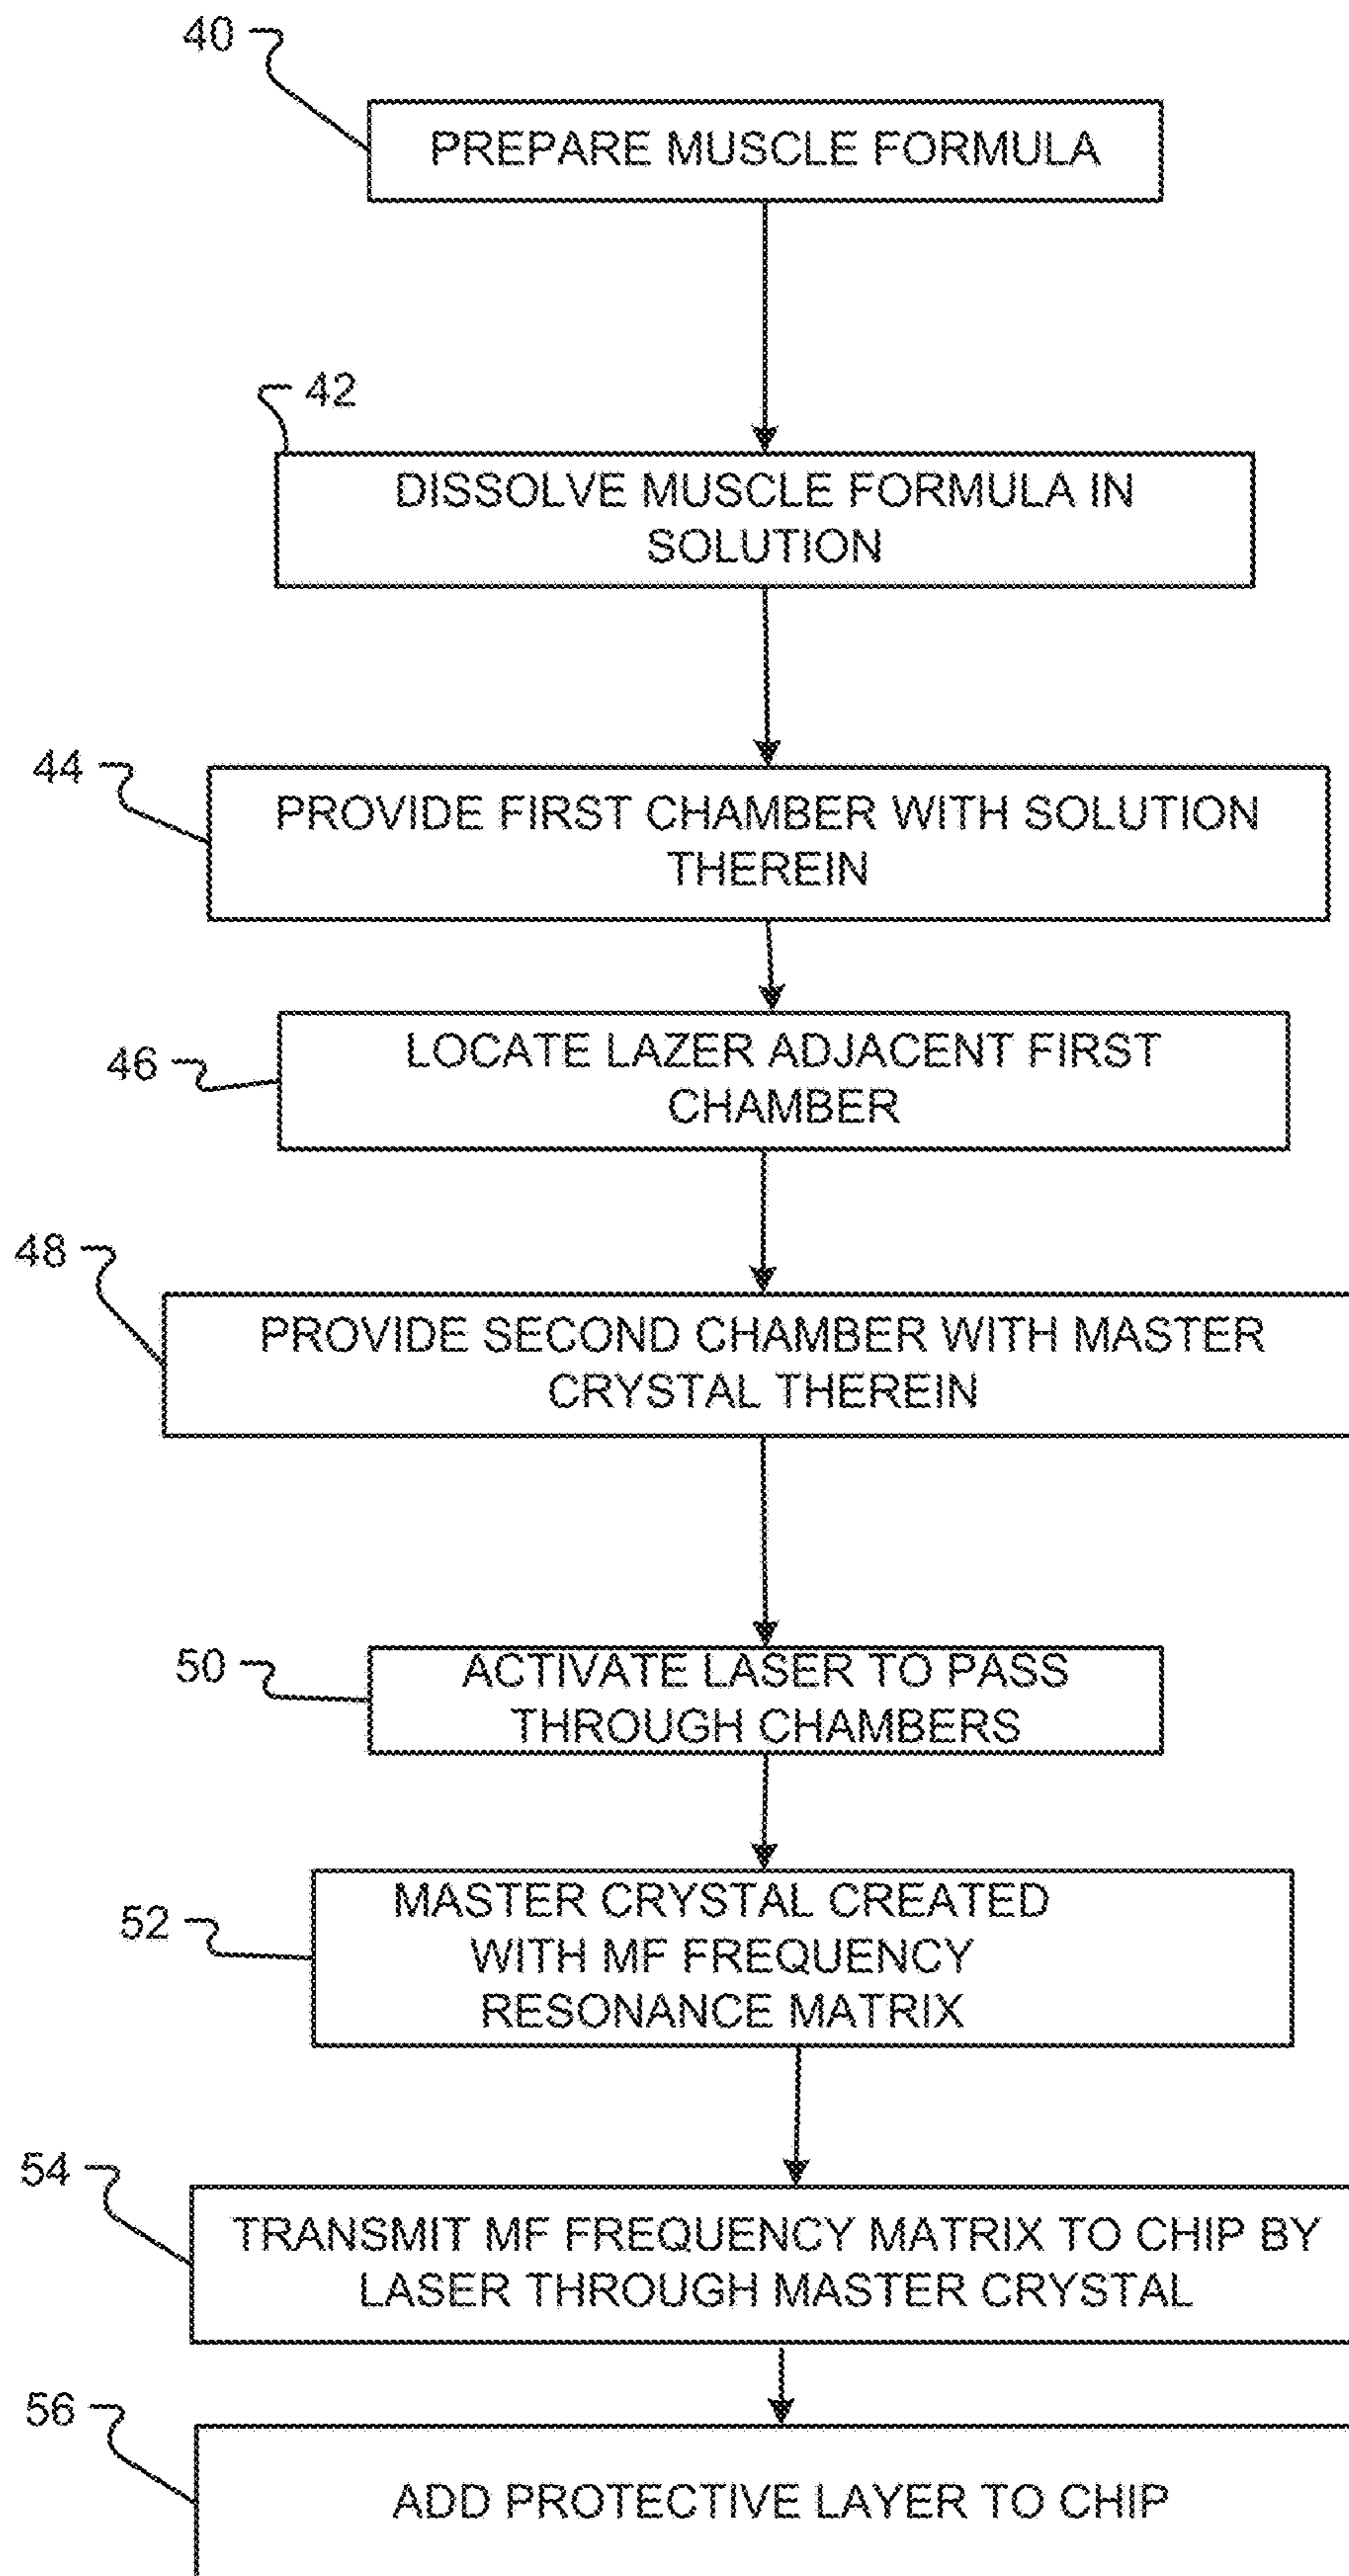 40
PREPARE MUSCLE FORMULA
42
DISSOLVE MUSCLE FORMULA IN
SOLUTION
44
PROVIDE FIRST CHAMBER WITH SOLUTION
THEREIN
46
LOCATE LAZER ADJACENT FIRST
CHAMBER
48
PROVIDE SECOND CHAMBER WITH MASTER
CRYSTAL THEREIN
50
ACTIVATE LASER TO PASS
THROUGH CHAMBERS
52
MASTER CRYSTAL CREATED
WITH MF FREQUENCY
RESONANCE MATRIX
54
TRANSMIT MF FREQUENCY MATRIX TO CHIP BY
LASER THROUGH MASTER CRYSTAL
56
ADD PROTECTIVE LAYER TO CHIP